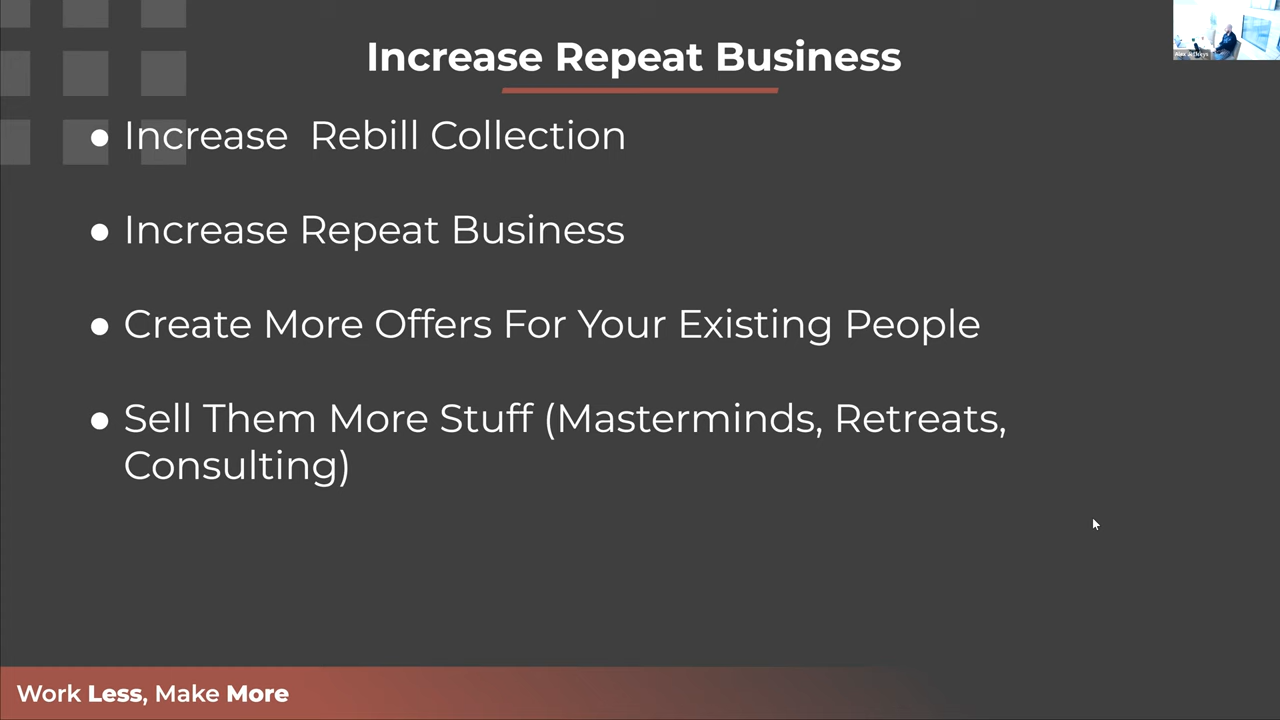 Increase Repeat Business
● Increase  Rebill Collection
● Increase Repeat Business
● Create More Offers For Your Existing People
● Sell Them More Stuff (Masterminds, Retreats,
Consulting)
Work Less, Make More